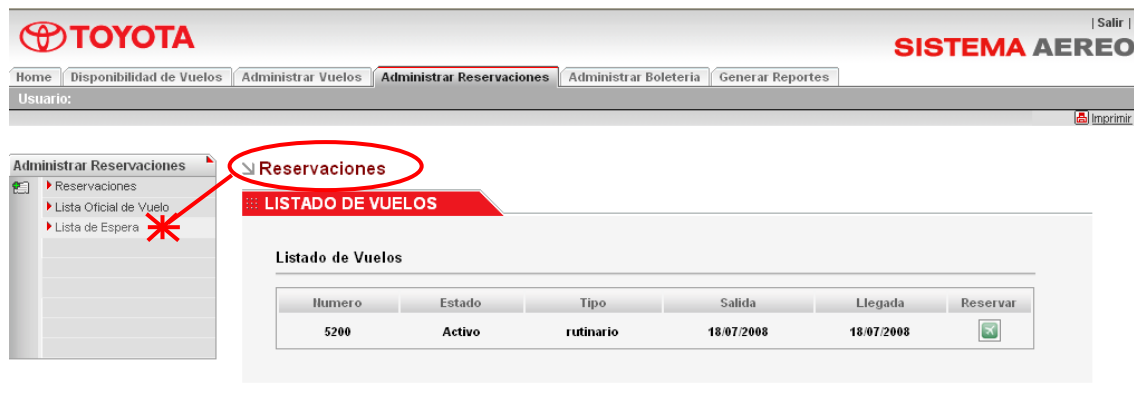 | Salir |
TOYOTA
SISTEMA AEREO
Home Disponibilidad de Vuelos Administrar Vuelos Administrar Reservaciones Administrar Boleteria Generar Reportes
Usuario:
Imprimir
Administrar Reservaciones
Reservaciones
Lista Oficial de Vuelo
Lista de Espera
Reservaciones
LISTADO DE VUELOS
Listado de Vuelos
Numero Estado Tipo Salida Llegada Reservar
5200 Activo rutinario 18/07/2008 18/07/2008